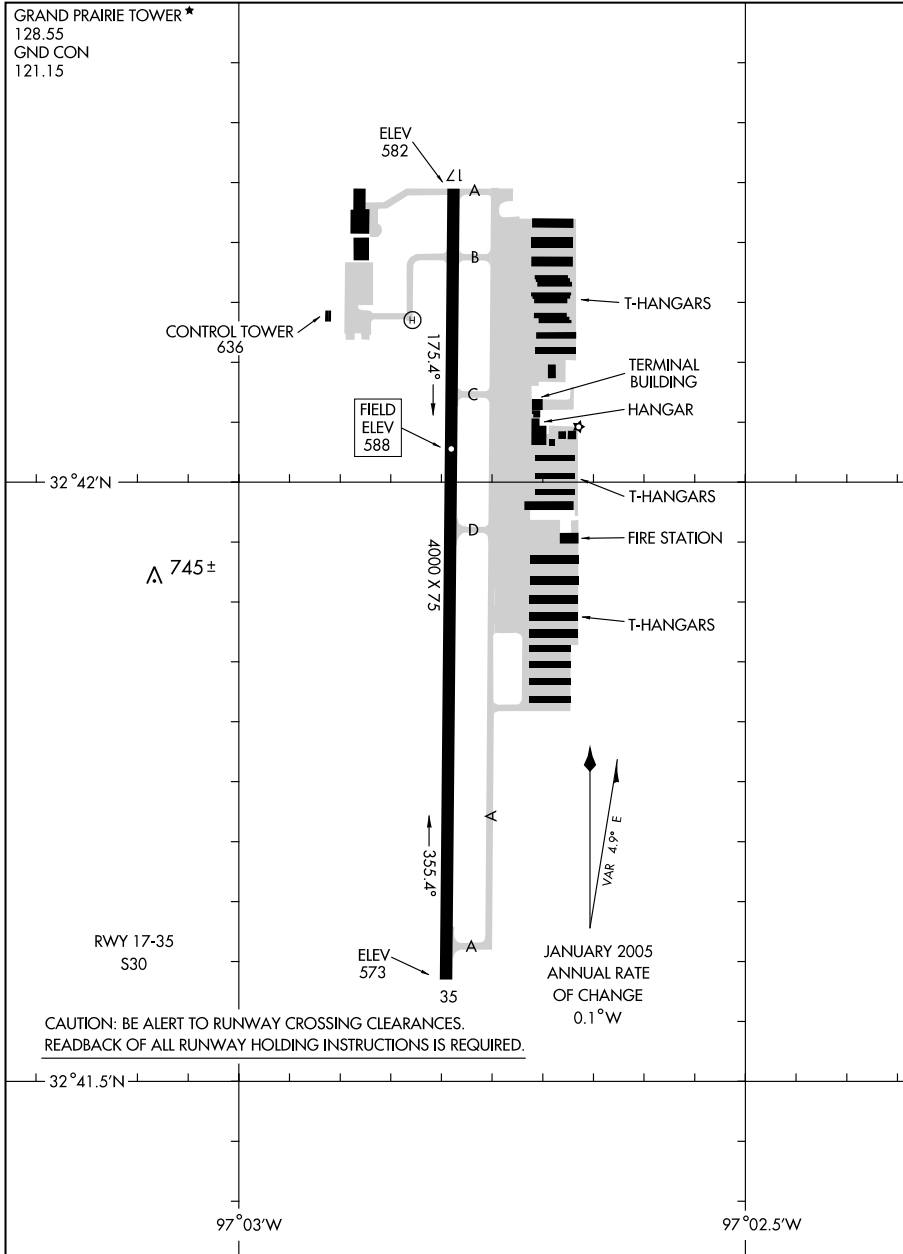 GRAND PRAIRIE TOWER ★
128.55
GND CON
121.15
ELEV
582
17
A
B
T-HANGARS
H
CONTROL TOWER
636
175.4°
TERMINAL
BUILDING
C
HANGAR
FIELD
ELEV
588
32°42'N
T-HANGARS
D
FIRE STATION
4000 X 75
745±
T-HANGARS
A
VAR 4.9° E
355.4°
RWY 17-35
S30
A
ELEV
573
35
JANUARY 2005
ANNUAL RATE
OF CHANGE
0.1°W
CAUTION: BE ALERT TO RUNWAY CROSSING CLEARANCES.
READBACK OF ALL RUNWAY HOLDING INSTRUCTIONS IS REQUIRED.
32°41.5'N
97°03'W
97°02.5'W